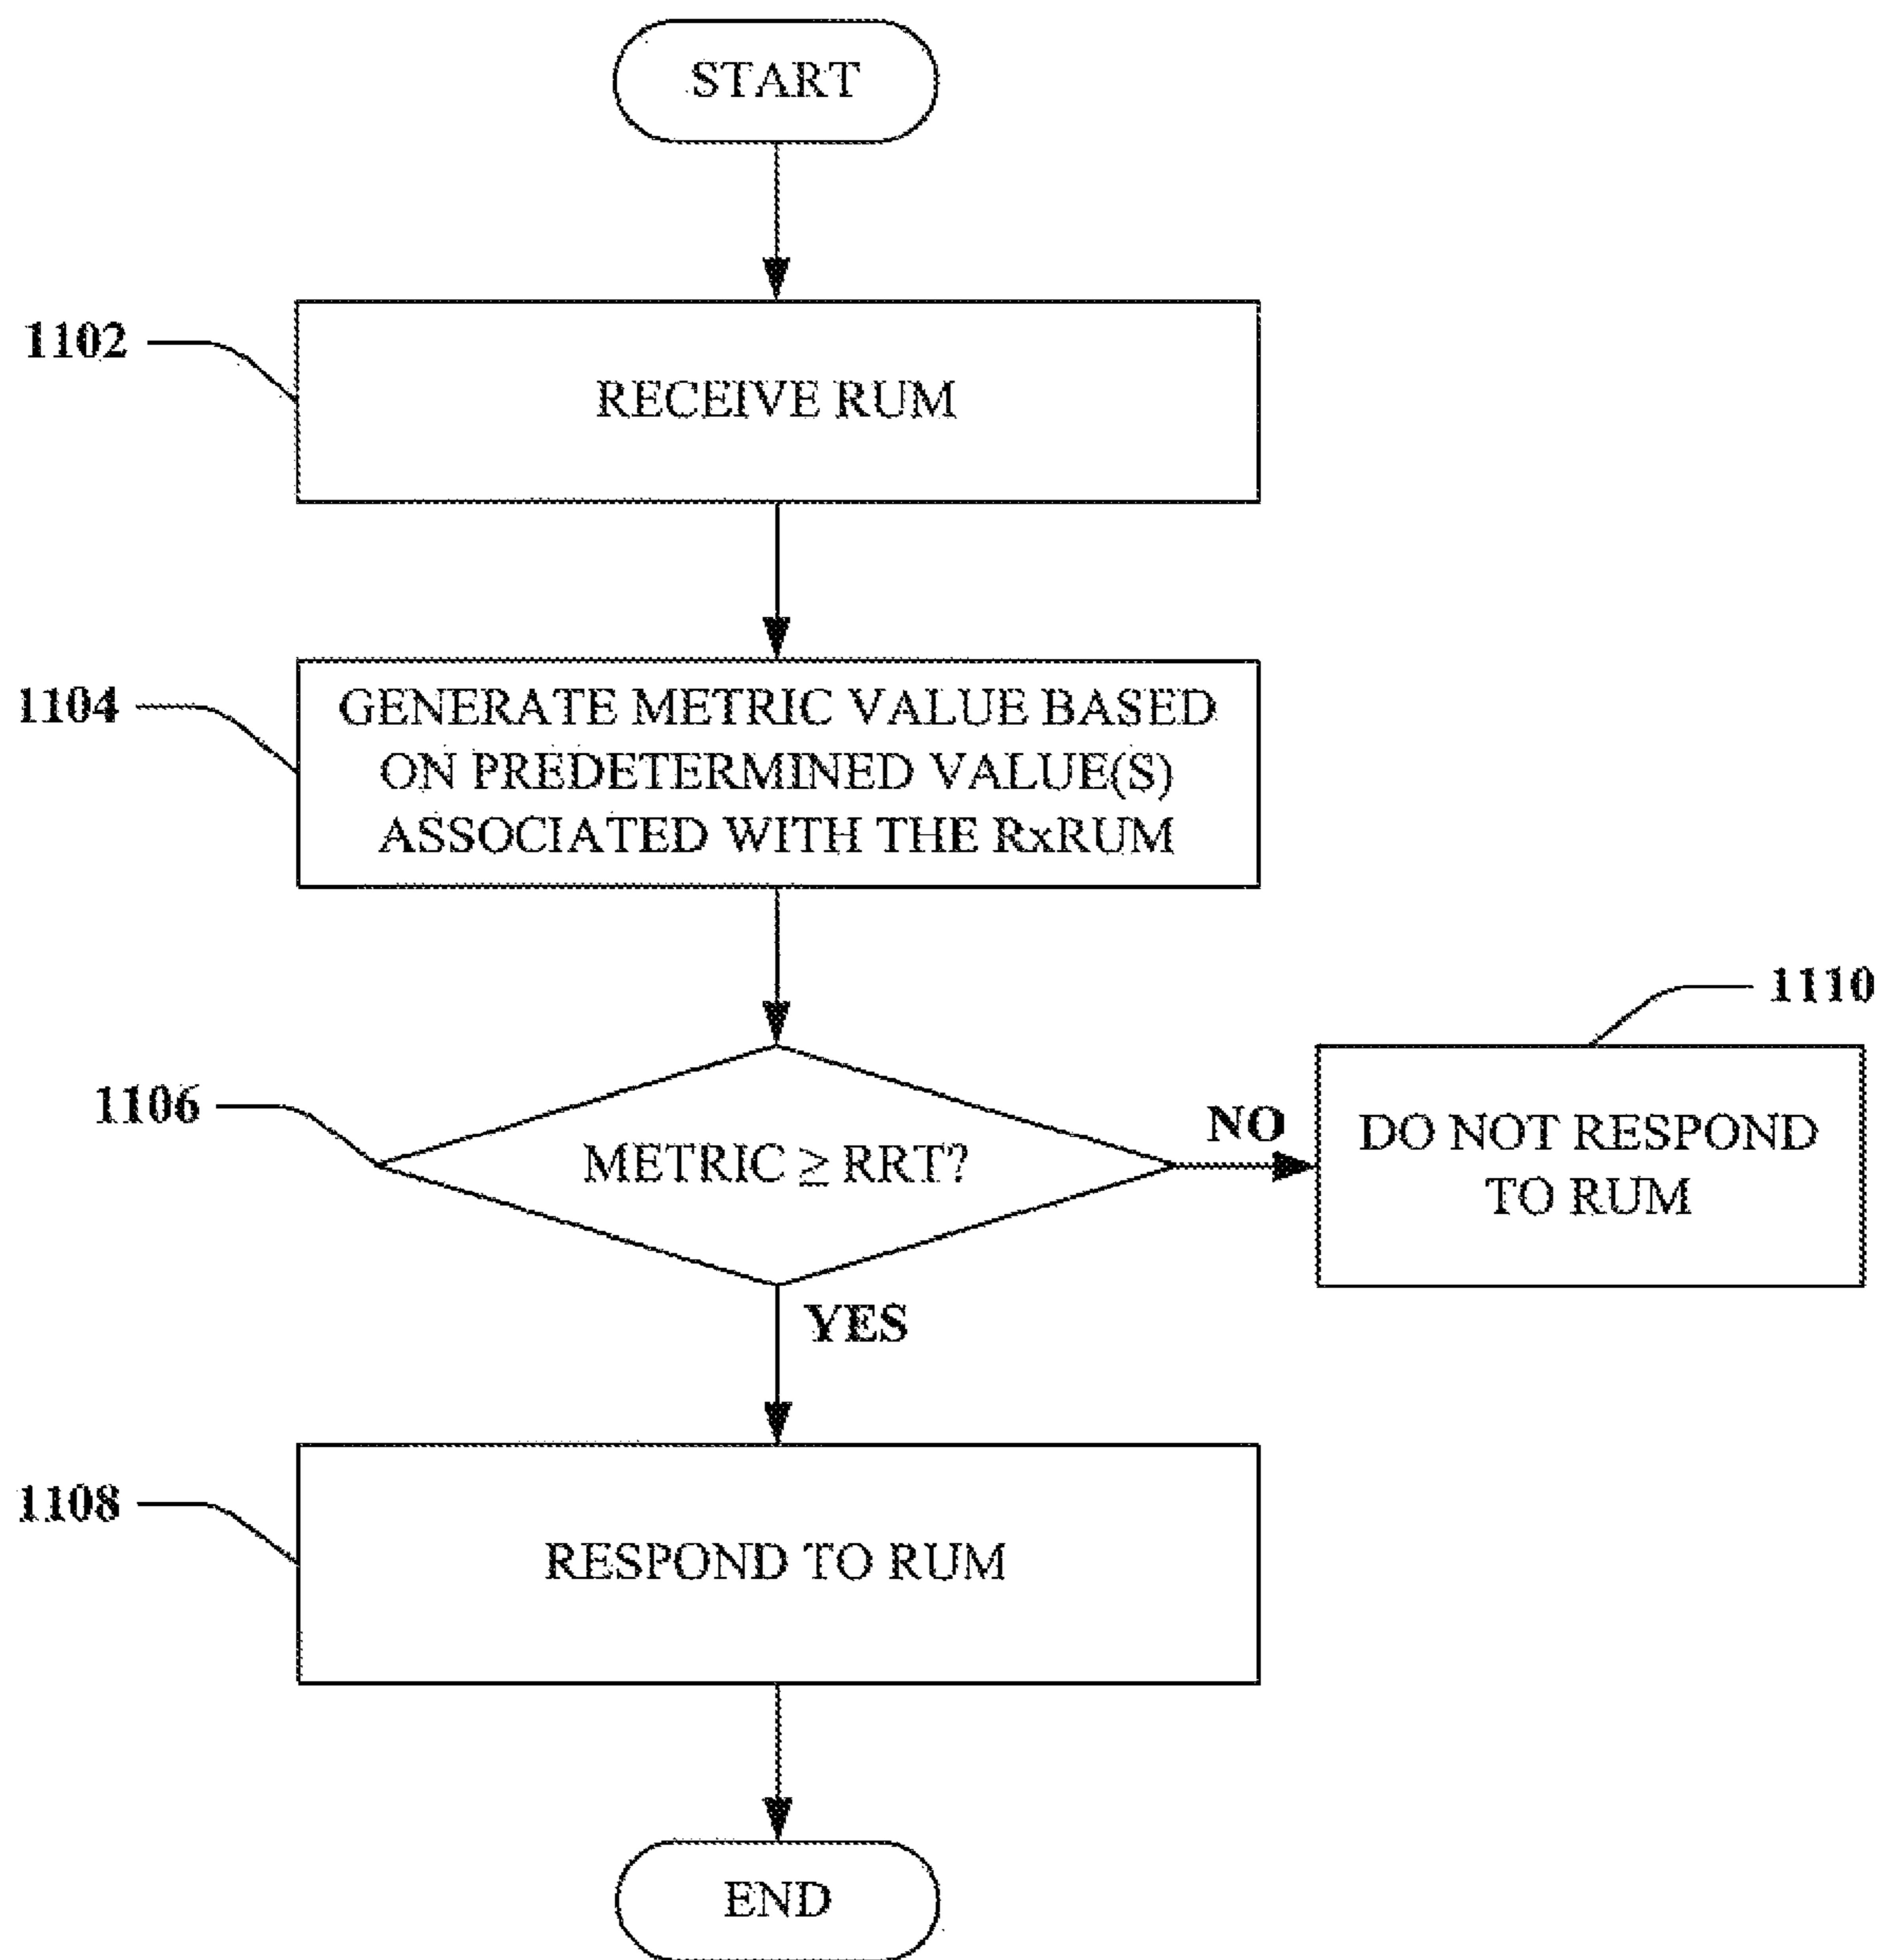 START
1102
RECEIVE RUM
1104
GENERATE METRIC VALUE BASED
ON PREDETERMINED VALUE(S)
ASSOCIATED WITH THE RxRUM
1106
METRIC ≥ RRT?
NO
1110
DO NOT RESPOND
TO RUM
YES
1108
RESPOND TO RUM
END